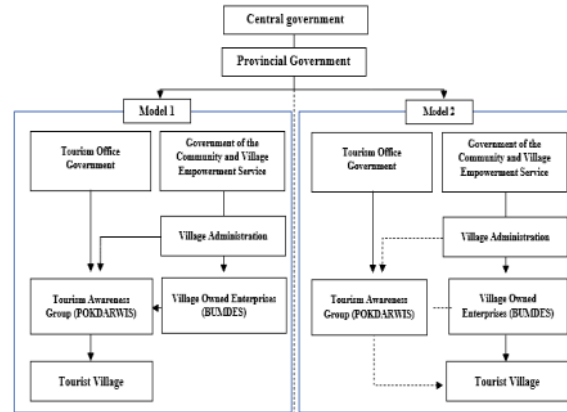 Central government
Provincial Government
Model 1
Tourism Office
Government
Government of the
Community and Village
Empowerment Service
Village Administration
Tourism Awareness
Group (POKDARWIS)
Village Owned Enterprises
(BUMDES)
Tourist Village
Model 2
Tourism Office
Government
Government of the
Community and Village
Empowerment Service
Village Administration
Tourism Awareness
Group (POKDARWIS)
Village Owned
Enterprises (BUMDES)
Tourist Village